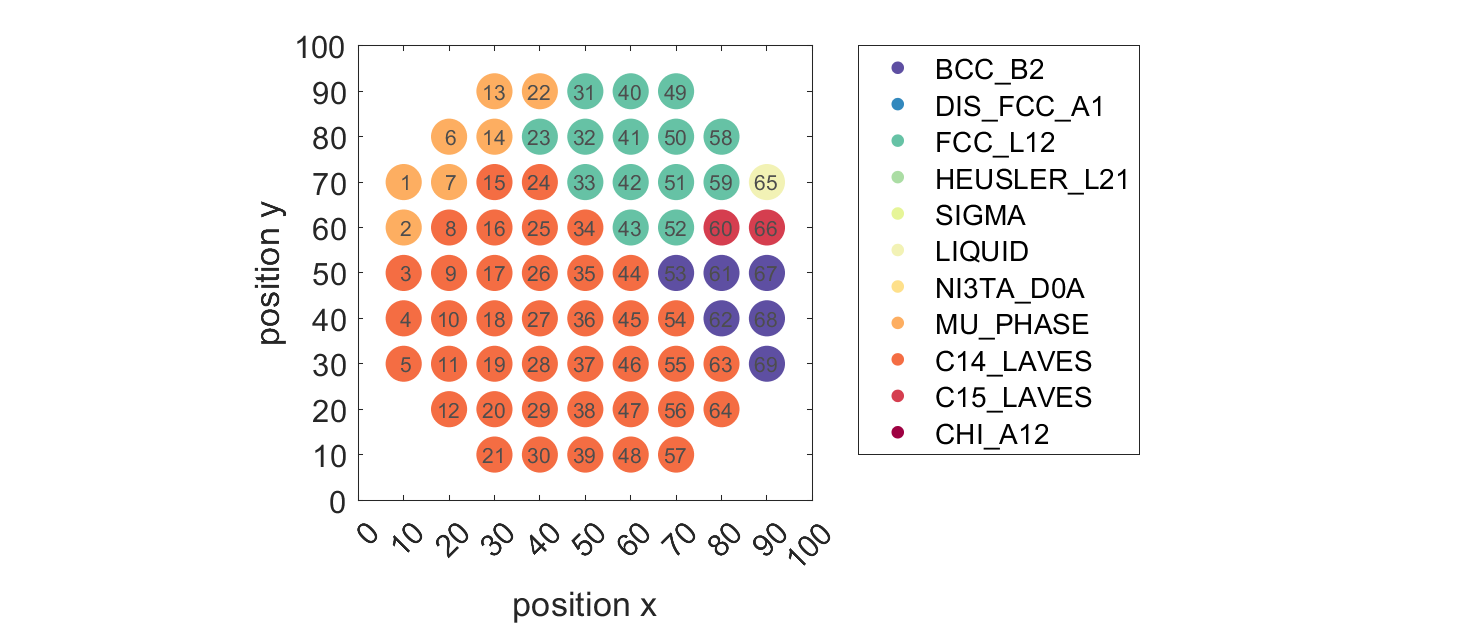 100
90
80
70
60
50
40
30
20
10
0
position y
13 22 31 40 49
6 14 23 32 41 50 58
1 7 15 24 33 42 51 59 65
2 8 16 25 34 43 52 60 66
3 9 17 26 35 44 53 61 67
4 10 18 27 36 45 54 62 68
5 11 19 28 37 46 55 63 69
12 20 29 38 47 56 64
21 30 39 48 57
0 10 20 30 40 50 60 70 80 90 100
position x
BCC_B2
DIS_FCC_A1
FCC_L12
HEUSLER_L21
SIGMA
LIQUID
NI3TA_D0A
MU_PHASE
C14_LAVES
C15_LAVES
CHI_A12